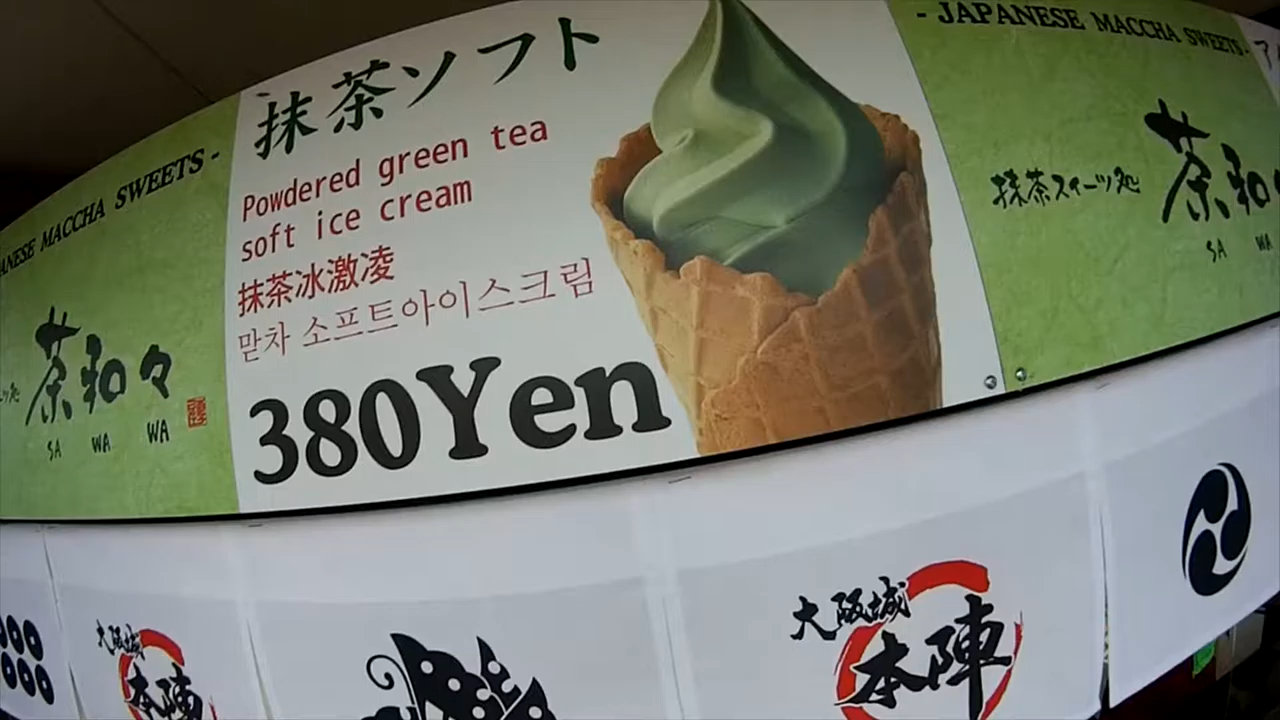 ANESE MACCHA SWEETS -
茶和々
SA WA WA
抹茶ソフト
Powdered green tea
soft ice cream
抹茶冰激凌
맏차 소프트아이스크림
380Yen
- JAPANESE MACCHA SWEETS -
抹茶スイーツ処
茶和
SA WA
大阪城
本陣
大阪城
本陣